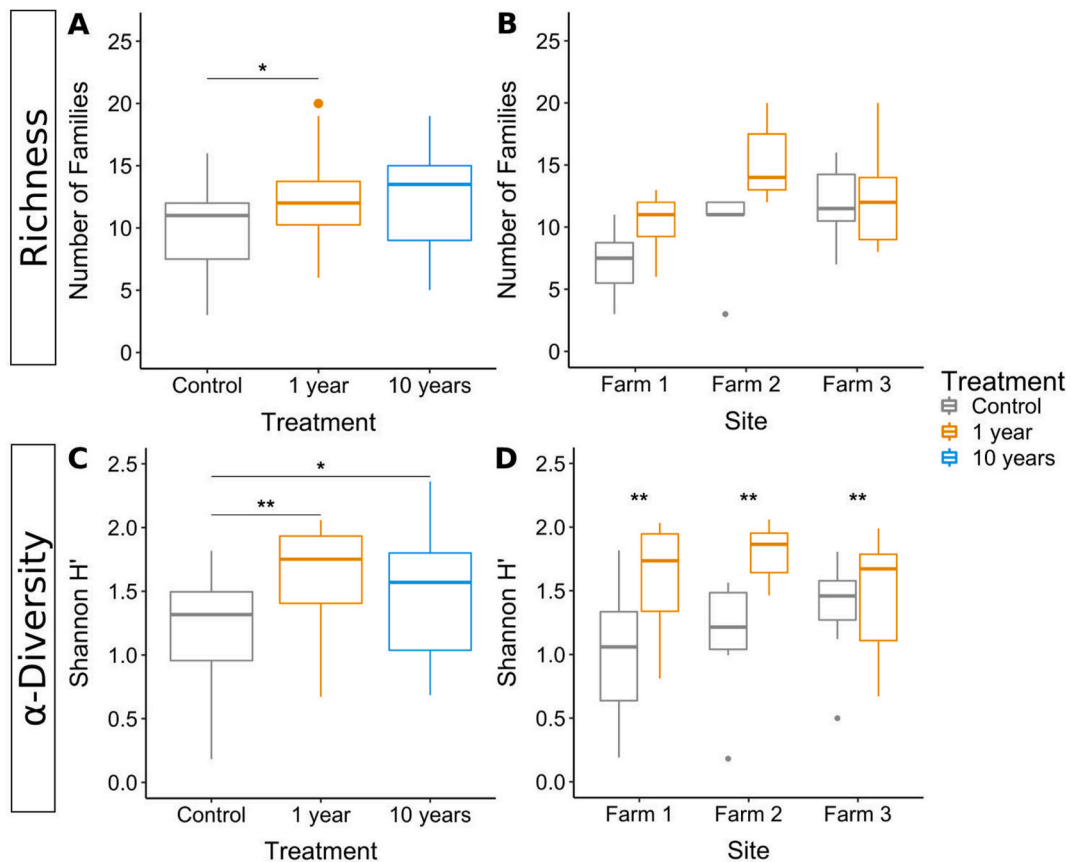 Richness
A
Number of Families
25
20
15
10
5
0
*
Control 1 year 10 years
Treatment
B
Number of Families
25
20
15
10
5
0
Farm 1 Farm 2 Farm 3
Site
Treatment
Control
1 year
10 years
α-Diversity
C
Shannon H'
2.5
2.0
1.5
1.0
0.5
0.0
*
**
Control 1 year 10 years
Treatment
D
Shannon H'
2.5
2.0
1.5
1.0
0.5
0.0
** ** **
Farm 1 Farm 2 Farm 3
Site